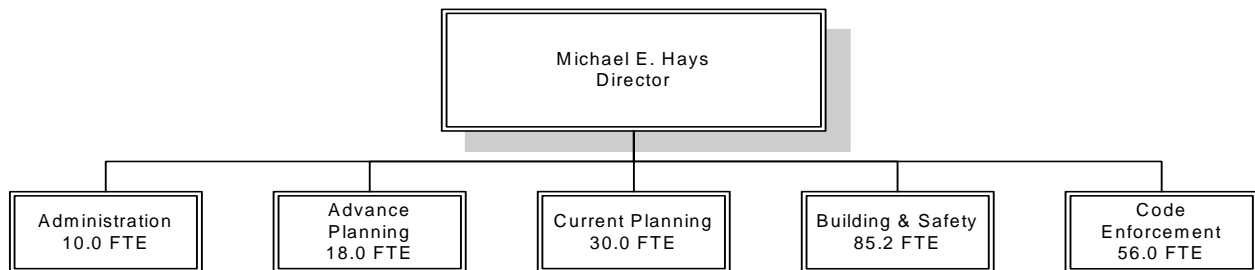 Michael E. Hays
Director
Administration
10.0 FTE
Advance
Planning
18.0 FTE
Current Planning
30.0 FTE
Building & Safety
85.2 FTE
Code
Enforcement
56.0 FTE